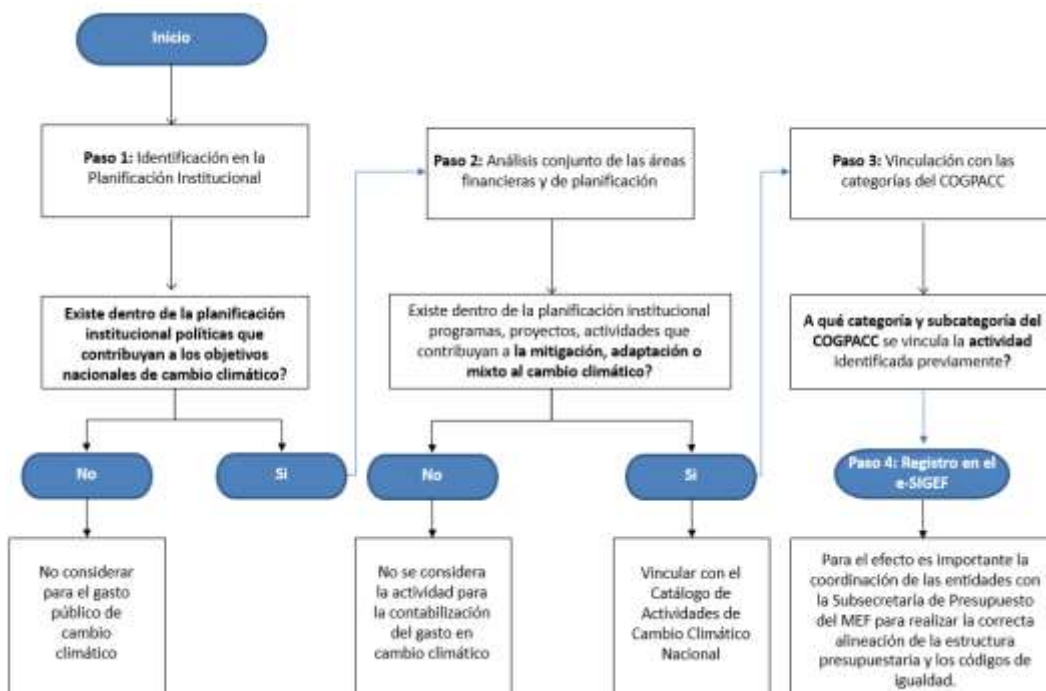 Inicio
Paso 1: Identificación en la
Planificación Institucional
Paso 2: Análisis conjunto de las áreas
financieras y de planificación
Paso 3: Vinculación con las
categorías del COGPACC
Existe dentro de la planificación
institucional políticas que
contribuyan a los objetivos
nacionales de cambio climático?
Existe dentro de la planificación institucional
programas, proyectos, actividades que
contribuyan a la mitigación, adaptación o
mixto al cambio climático?
A qué categoría y subcategoría del
COGPACC se vincula la actividad
identificada previamente?
No
Si
No
Si
Paso 4: Registro en el
e-SIGEF
No considerar
para el gasto
público de
cambio
climático
No se considera
la actividad para
la contabilización
del gasto en
cambio climático
Vincular con el
Catálogo de
Actividades de
Cambio Climático
Nacional
Para el efecto es importante la
coordinación de las entidades con
la Subsecretaría de Presupuesto
del MEF para realizar la correcta
alineación de la estructura
presupuestaria y los códigos de
igualdad.